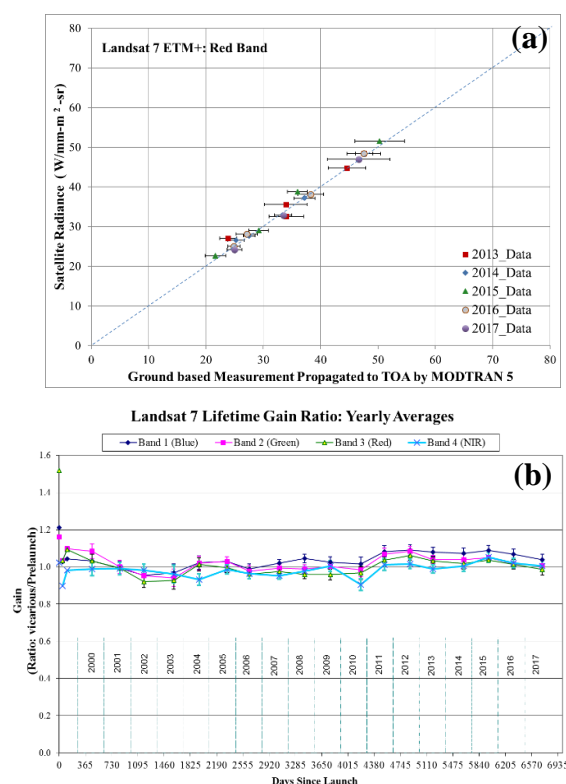 (a)
Landsat 7 ETM+: Red Band
Satellite Radiance ( W/mm-m ² -sr)
80
70
60
50
40
30
20
10
0
2013_Data
2014_Data
2015_Data
2016_Data
2017_Data
0 10 20 30 40 50 60 70 80
Ground based Measurement Propagated to TOA by MODTRAN 5
Landsat 7 Lifetime Gain Ratio: Yearly Averages
Band 1 (Blue) Band 2 (Green) Band 3 (Red) Band 4 (NIR)
(b)
Gain
(Ratio: vicarious/Prelaunch)
1.6
1.4
1.2
1.0
0.8
0.6
0.4
0.2
0.0
2000 2001 2002 2003 2004 2005 2006 2007 2008 2009 2010 2011 2012 2013 2014 2015 2016 2017
0 365 730 1095 1460 1825 2190 2555 2920 3285 3650 4015 4380 4745 5110 5475 5840 6205 6570 6935
Days Since Launch